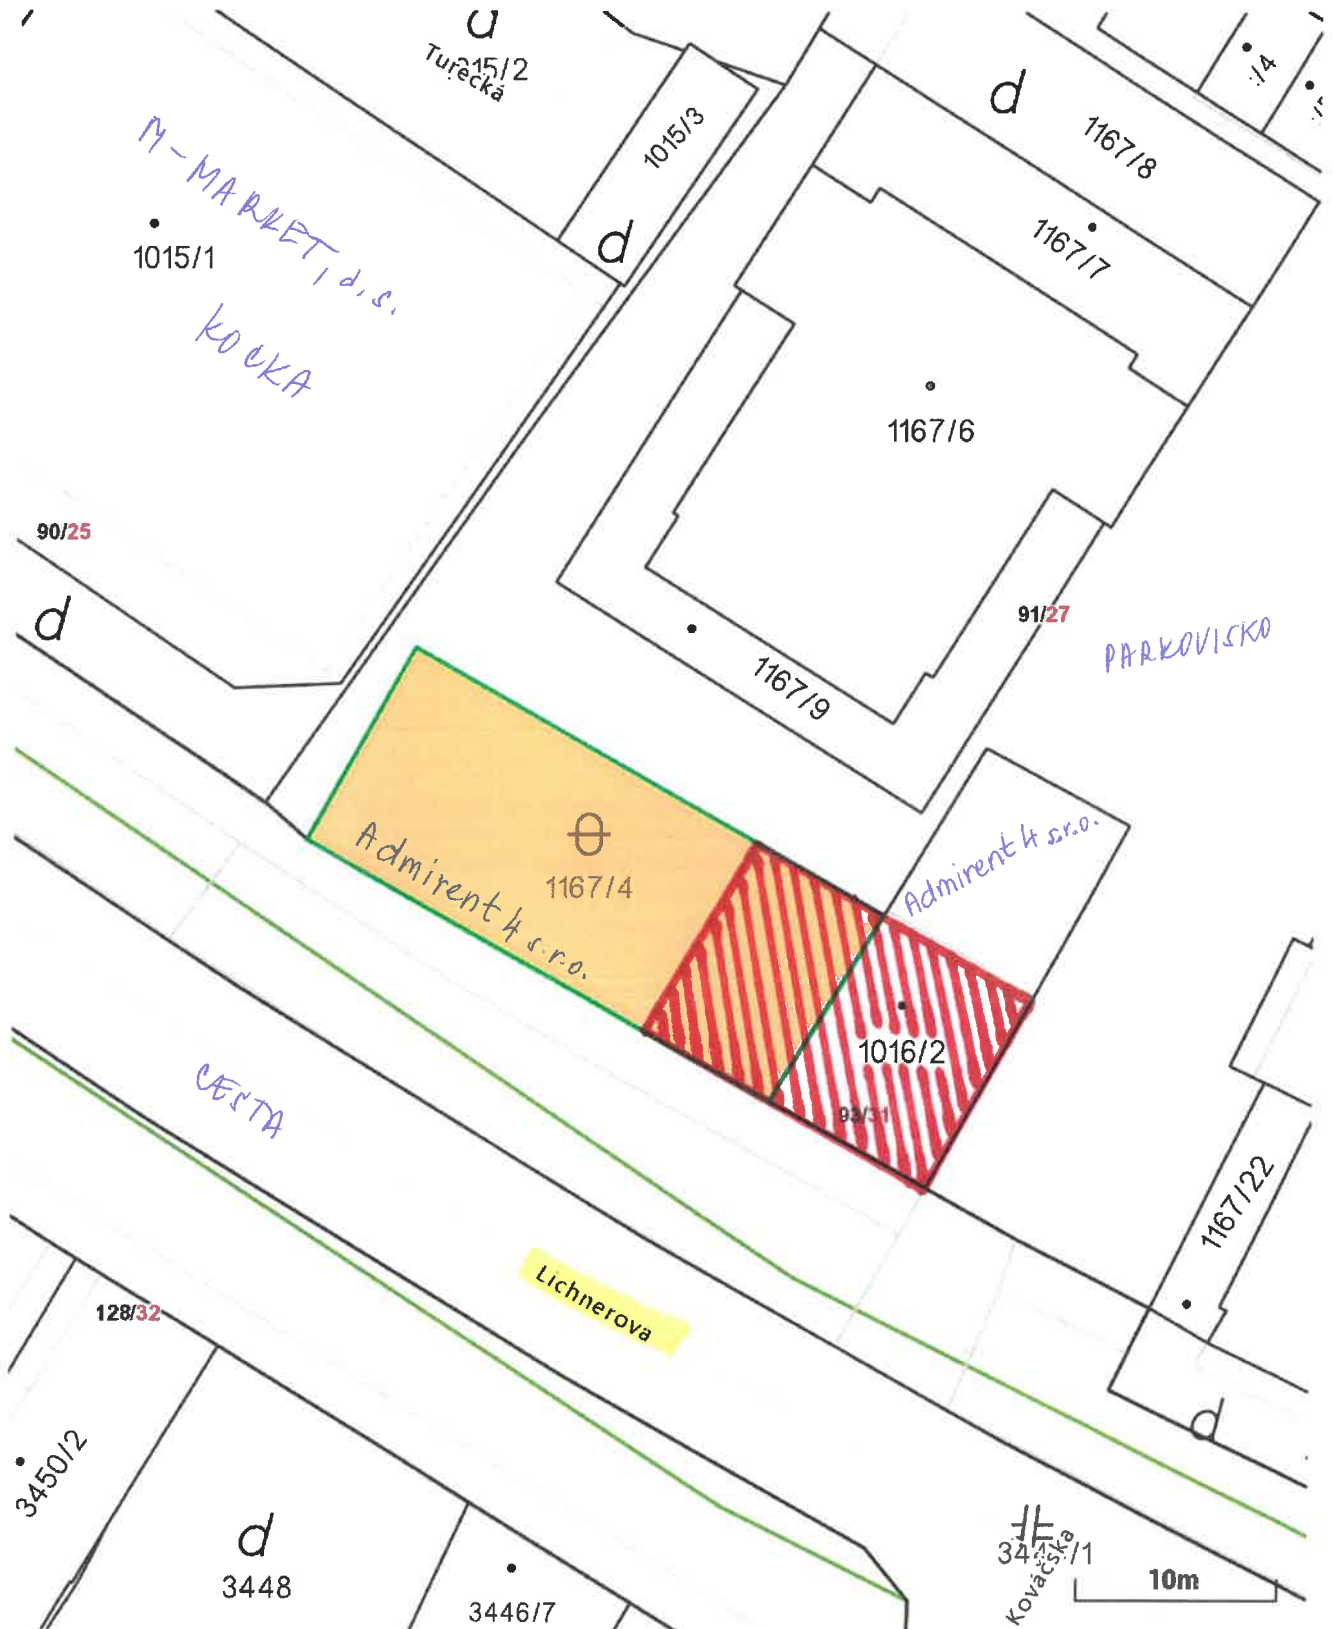 d
Turecká
1015/3
d
1167/8
M-MARKET, d.s.
1015/1
d
1167/7
KOCKA
1167/6
90/25
d
91/27
PARKOVISKO
1167/9
Admirent 4 s.r.o.
1167/4
Admirent 4 s.r.o.
1016/2
CESTA
93/31
1167/22
Lichnerova
128/32
d
3450/2
d
3448
3446/7
Kováčska
10m